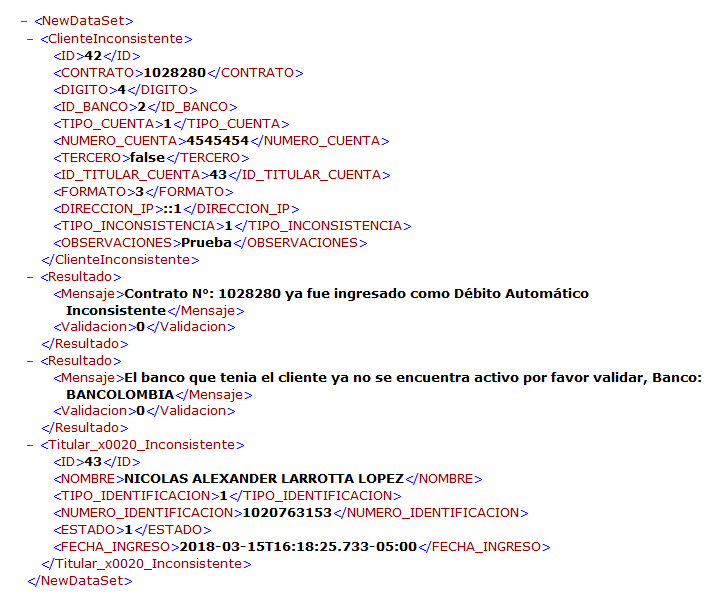 − <NewDataSet>
− <ClienteInconsistente>
<ID>42</ID>
<CONTRATO>1028280</CONTRATO>
<DIGITO>4</DIGITO>
<ID_BANCO>2</ID_BANCO>
<TIPO_CUENTA>1</TIPO_CUENTA>
<NUMERO_CUENTA>4545454</NUMERO_CUENTA>
<TERCERO>false</TERCERO>
<ID_TITULAR_CUENTA>43</ID_TITULAR_CUENTA>
<FORMATO>3</FORMATO>
<DIRECCION_IP>::1</DIRECCION_IP>
<TIPO_INCONSISTENCIA>1</TIPO_INCONSISTENCIA>
<OBSERVACIONES>Prueba</OBSERVACIONES>
</ClienteInconsistente>
− <Resultado>
<Mensaje>Contrato Nº: 1028280 ya fue ingresado como Débito Automático
Inconsistente</Mensaje>
<Validacion>0</Validacion>
</Resultado>
− <Resultado>
<Mensaje>El banco que tenia el cliente ya no se encuentra activo por favor validar, Banco:
BANCOLOMBIA</Mensaje>
<Validacion>0</Validacion>
</Resultado>
− <Titular_x0020_Inconsistente>
<ID>43</ID>
<NOMBRE>NICOLAS ALEXANDER LARROTTA LOPEZ</NOMBRE>
<TIPO_IDENTIFICACION>1</TIPO_IDENTIFICACION>
<NUMERO_IDENTIFICACION>1020763153</NUMERO_IDENTIFICACION>
<ESTADO>1</ESTADO>
<FECHA_INGRESO>2018-03-15T16:18:25.733-05:00</FECHA_INGRESO>
</Titular_x0020_Inconsistente>
</NewDataSet>